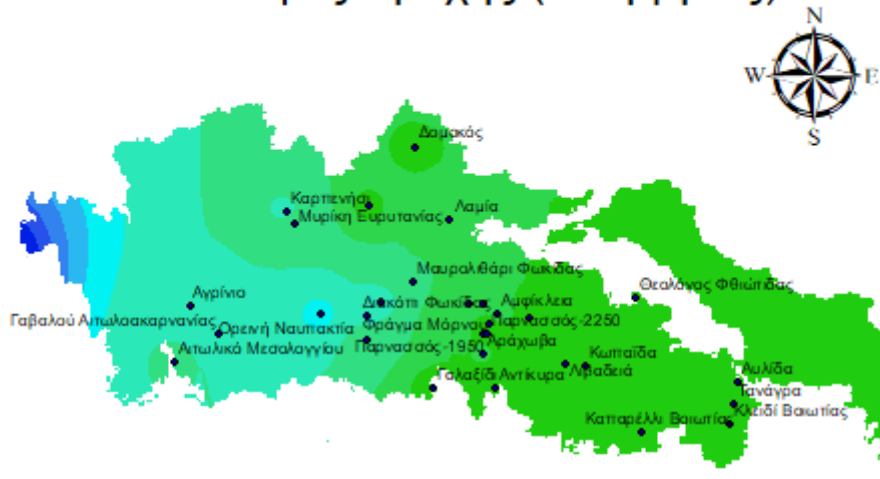 N
W E
S
Δομοκός
Καρπενήσι
Μυρίκη Ευρυτανίας
Λαμία
Μαυρολιθάρι Φωκίδας
Θεολόγος Φθιώτιδας
Αγρίνιο
Φωκίδας
Αμφίκλεια
Γαβαλού Αιτωλοακαρνανίας
Ορεινή Ναυπακτία
Φράγμα Μόρνου
Παρνασσός-2250
Αιτωλικό Μεσολογγίου
Παρνασσός-1950
Αράχωβα
Κωπαΐδα
Λιβαδειά
Γαλαξίδι
Αντίκυρα
Αυλίδα
Τανάγρα
Κλειδί Βοιωτίας
Καπαρέλλι Βοιωτίας